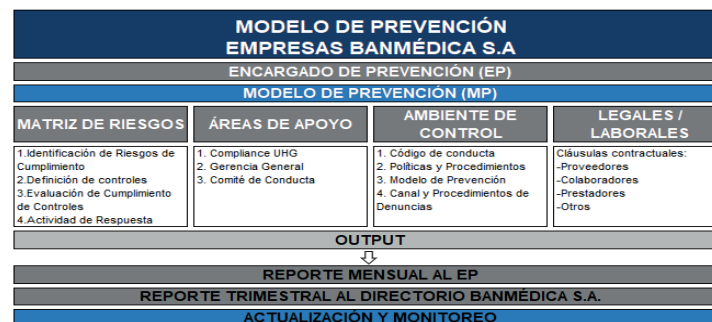 MODELO DE PREVENCIÓN
EMPRESAS BANMÉDICA S.A
ENCARGADO DE PREVENCIÓN (EP)
MODELO DE PREVENCIÓN (MP)
MATRIZ DE RIESGOS
1.Identificación de Riesgos de
Cumplimiento
2.Definición de controles
3.Evaluación de Cumplimiento
de Controles
4.Actividad de Respuesta
ÁREAS DE APOYO
1. Compliance UHG
2. Gerencia General
3. Comité de Conducta
AMBIENTE DE
CONTROL
1. Código de conducta
2. Políticas y Procedimientos
3. Modelo de Prevención
4. Canal y Procedimientos de
Denuncias
LEGALES /
LABORALES
Cláusulas contractuales:
-Proveedores
-Colaboradores
-Prestadores
-Otros
OUTPUT
REPORTE MENSUAL AL EP
REPORTE TRIMESTRAL AL DIRECTORIO BANMÉDICA S.A.
ACTUALIZACIÓN Y MONITOREO